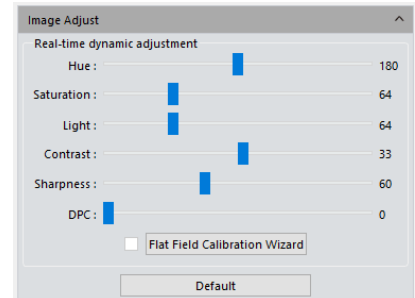 Image Adjust
Real-time dynamic adjustment
Hue : 180
Saturation : 64
Light : 64
Contrast : 33
Sharpness : 60
DPC : 0
Flat Field Calibration Wizard
Default